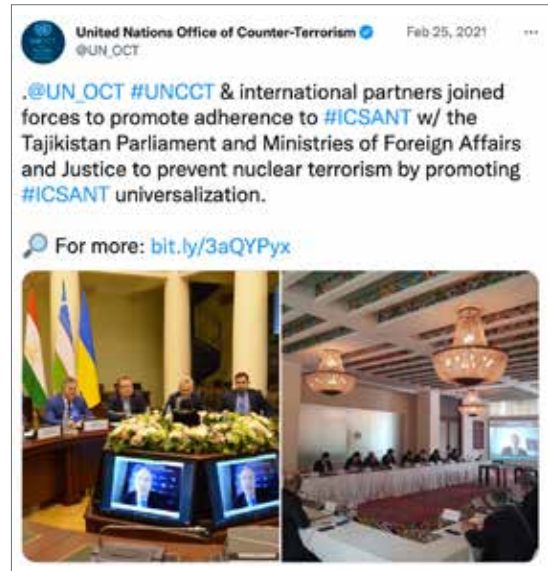 United Nations Office of Counter-Terrorism
Feb 25, 2021
@UN_OCT
.@UN_OCT #UNCCT & international partners joined
forces to promote adherence to #ICSANT w/ the
Tajikistan Parliament and Ministries of Foreign Affairs
and Justice to prevent nuclear terrorism by promoting
#ICSANT universalization.
For more: bit.ly/3aQYPyx